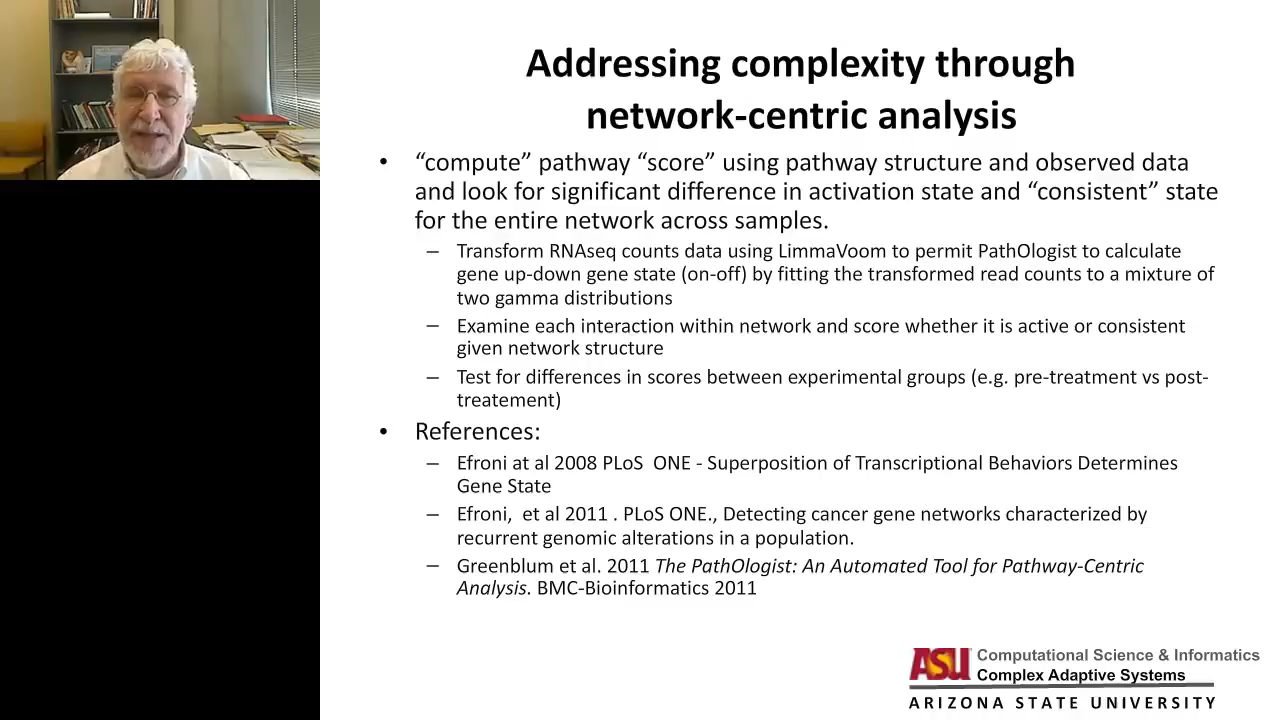 Addressing complexity through
network-centric analysis
• “compute” pathway “score” using pathway structure and observed data
and look for significant difference in activation state and “consistent” state
for the entire network across samples.
– Transform RNAseq counts data using LimmaVoom to permit PathOlogist to calculate
gene up-down gene state (on-off) by fitting the transformed read counts to a mixture of
two gamma distributions
– Examine each interaction within network and score whether it is active or consistent
given network structure
– Test for differences in scores between experimental groups (e.g. pre-treatment vs post-
treatement)
• References:
– Efroni at al 2008 PLoS  ONE - Superposition of Transcriptional Behaviors Determines
Gene State
– Efroni,  et al 2011 . PLoS ONE., Detecting cancer gene networks characterized by
recurrent genomic alterations in a population.
– Greenblum et al. 2011 The PathOlogist: An Automated Tool for Pathway-Centric
Analysis. BMC-Bioinformatics 2011
ASU Computational Science & Informatics
Complex Adaptive Systems
ARIZONA STATE UNIVERSITY